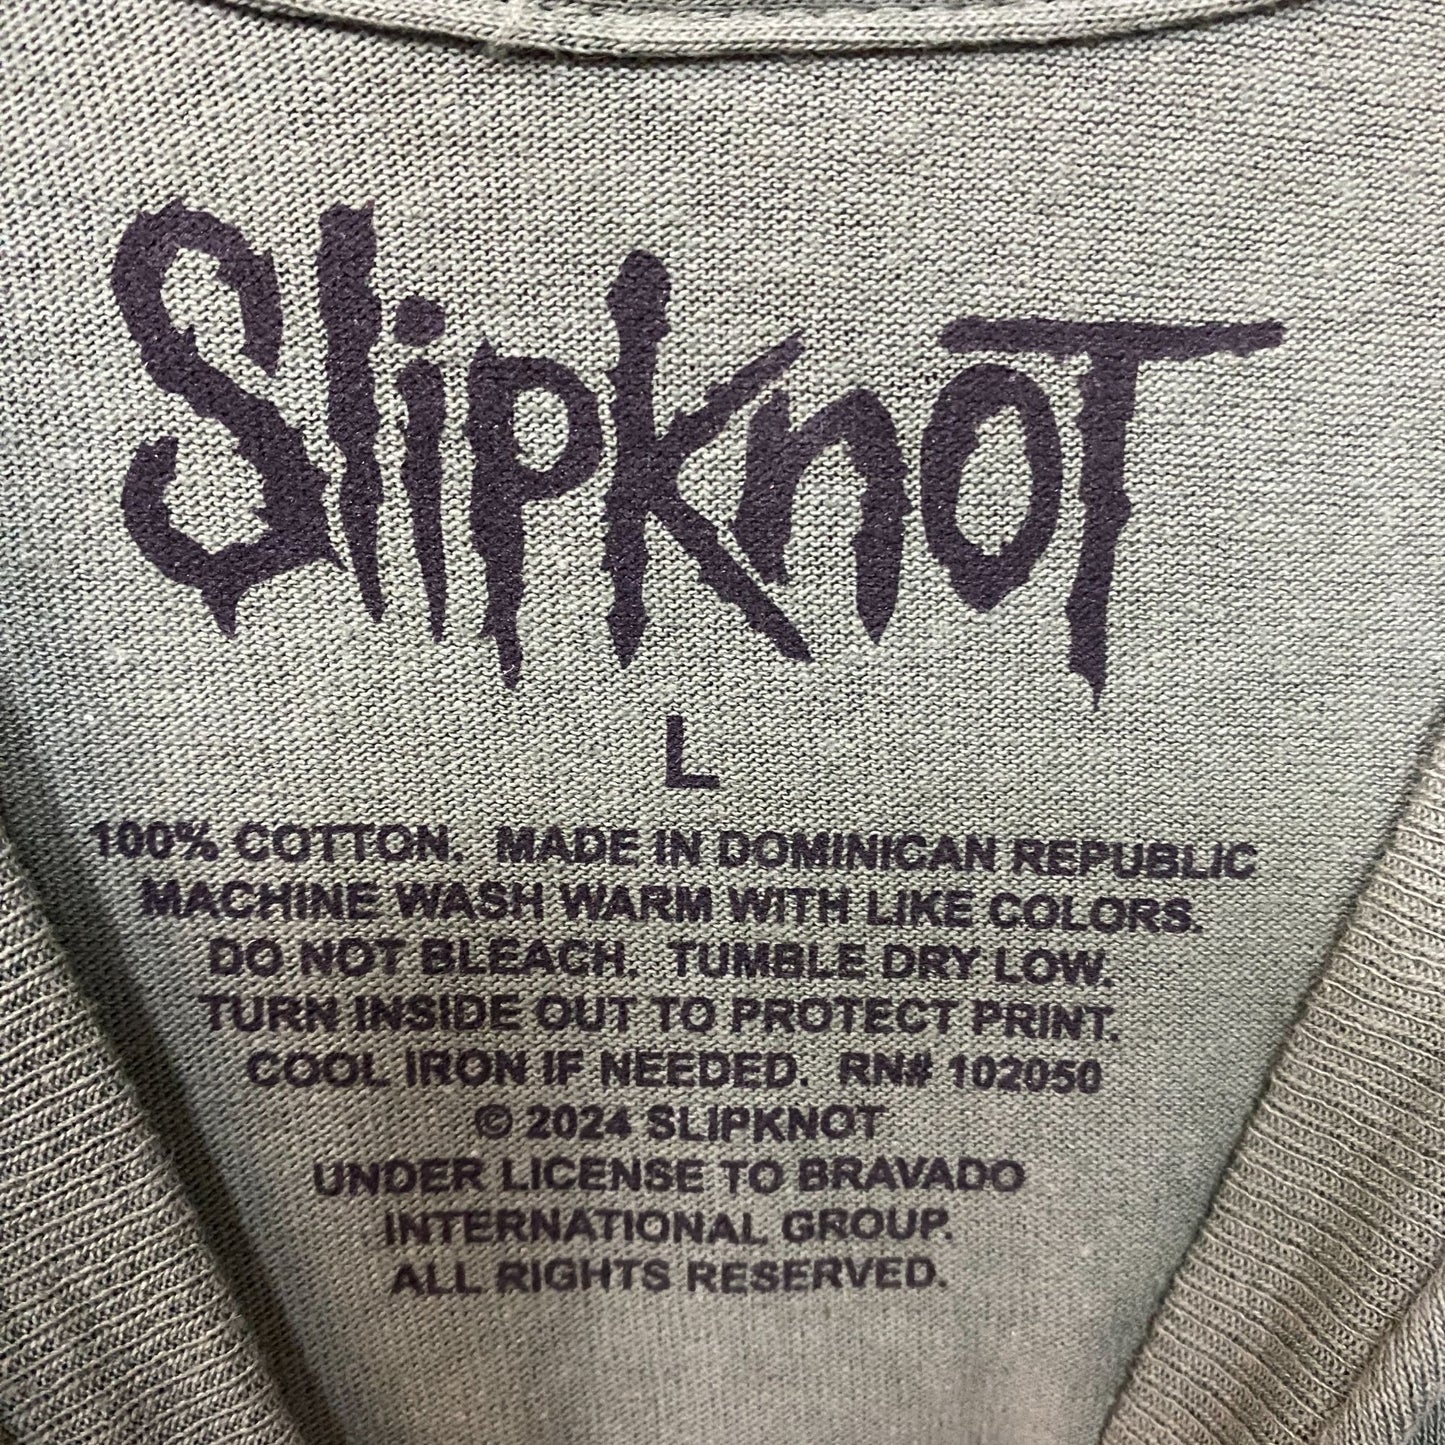 SlipknoT
L
100% COTTON. MADE IN DOMINICAN REPUBLIC
MACHINE WASH WARM WITH LIKE COLORS.
DO NOT BLEACH. TUMBLE DRY LOW.
TURN INSIDE OUT TO PROTECT PRINT.
COOL IRON IF NEEDED. RN# 102050
© 2024 SLIPKNOT
UNDER LICENSE TO BRAVADO
INTERNATIONAL GROUP.
ALL RIGHTS RESERVED.